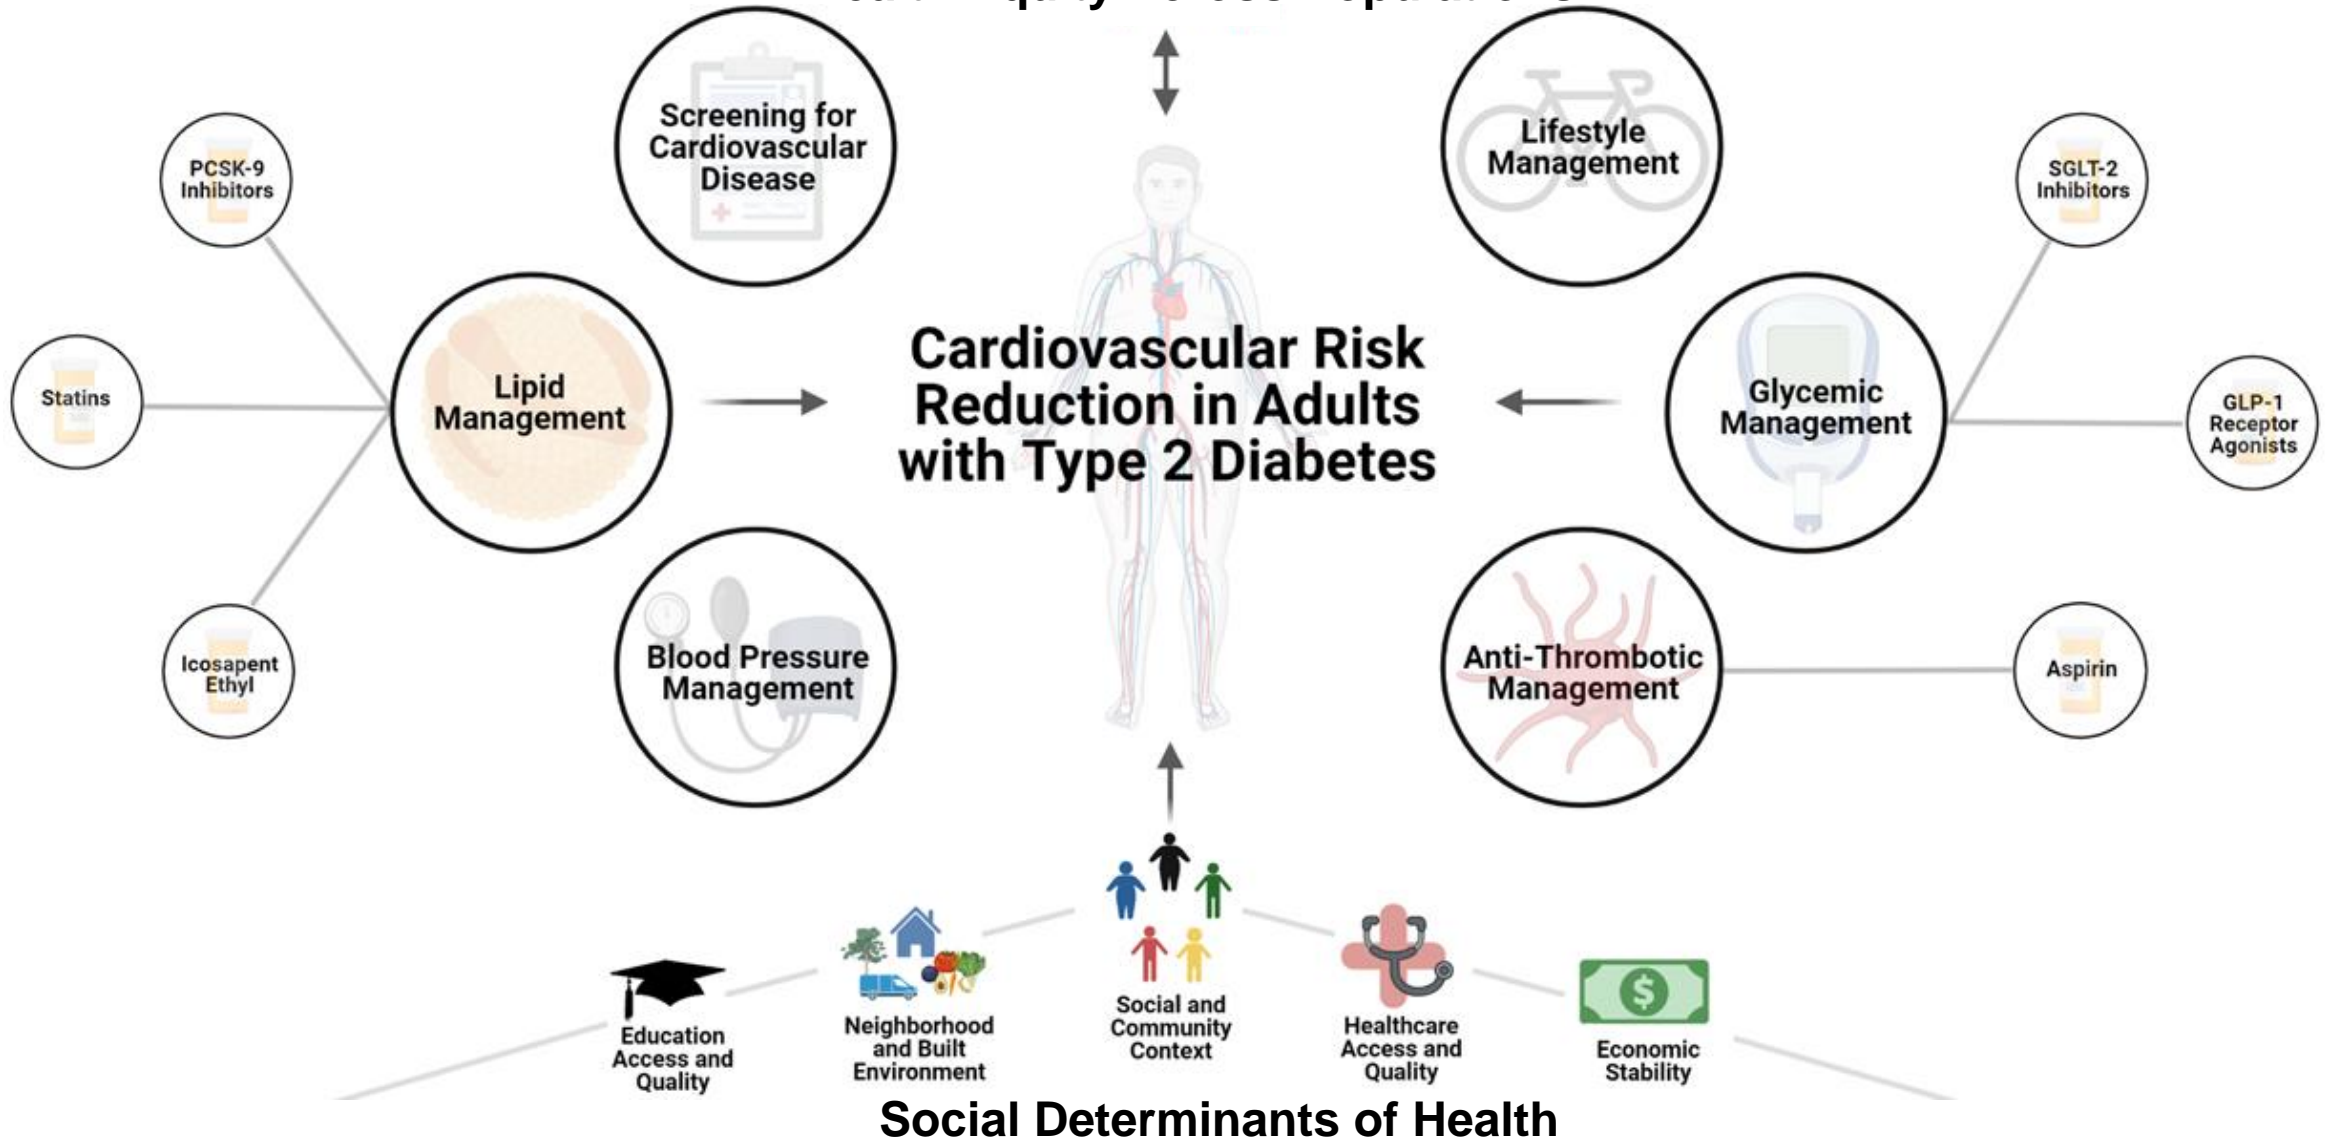 Screening for
Cardiovascular
Disease
Lifestyle
Management
PCSK-9
Inhibitors
SGLT-2
Inhibitors
Statins
Lipid
Management
Cardiovascular Risk
Reduction in Adults
with Type 2 Diabetes
Glycemic
Management
GLP-1
Receptor
Agonists
Icosapent
Ethyl
Blood Pressure
Management
Anti-Thrombotic
Management
Aspirin
Education
Access and
Quality
Neighborhood
and Built
Environment
Social and
Community
Context
Healthcare
Access and
Quality
Economic
Stability
Social Determinants of Health